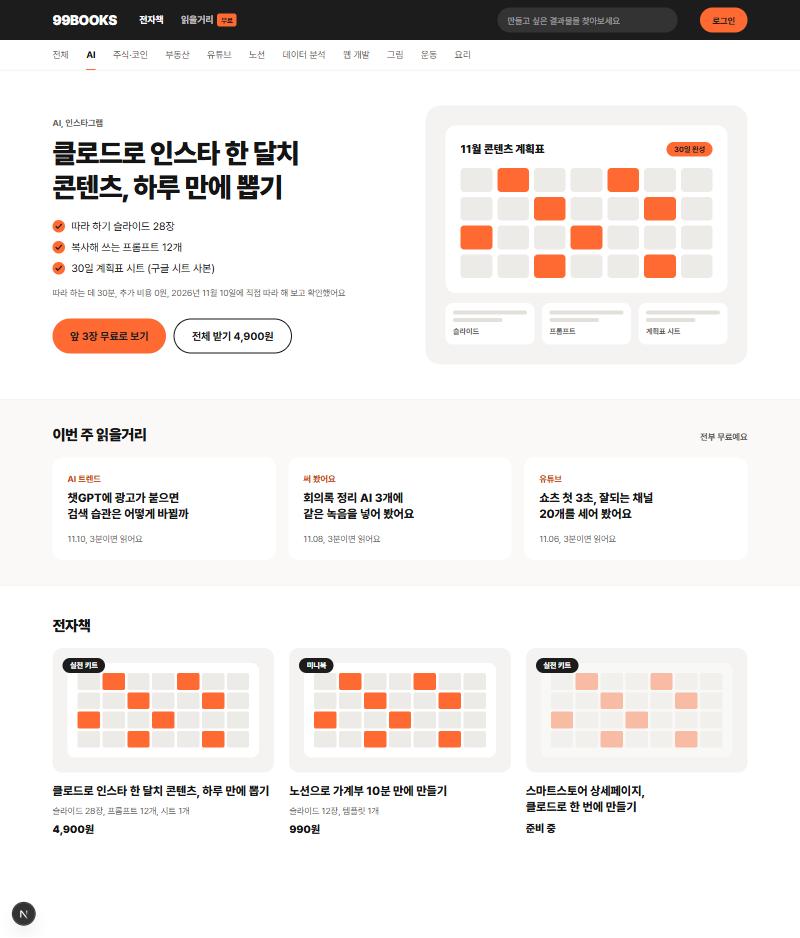 99BOOKS 전자책 읽을거리 무료 만들고 싶은 결과물을 찾아보세요 로그인
전체 AI 주식·코인 부동산 유튜브 노션 데이터 분석 웹 개발 그림 운동 요리
AI, 인스타그램
클로드로 인스타 한 달치
콘텐츠, 하루 만에 뽑기
따라 하기 슬라이드 28장
복사해 쓰는 프롬프트 12개
30일 계획표 시트 (구글 시트 사본)
따라 하는 데 30분, 추가 비용 0원, 2026년 11월 10일에 직접 따라 해 보고 확인했어요
앞 3장 무료로 보기 전체 받기 4,900원
11월 콘텐츠 계획표 30일 완성
슬라이드 프롬프트 계획표 시트
이번 주 읽을거리 전부 무료예요
AI 트렌드
챗GPT에 광고가 붙으면
검색 습관은 어떻게 바뀔까
11.10, 3분이면 읽어요
써 봤어요
회의록 정리 AI 3개에
같은 녹음을 넣어 봤어요
11.08, 3분이면 읽어요
유튜브
쇼츠 첫 3초, 잘되는 채널
20개를 세어 봤어요
11.06, 3분이면 읽어요
전자책
실전 키트
클로드로 인스타 한 달치 콘텐츠, 하루 만에 뽑기
슬라이드 28장, 프롬프트 12개, 시트 1개
4,900원
미니북
노션으로 가계부 10분 만에 만들기
슬라이드 12장, 템플릿 1개
990원
실전 키트
스마트스토어 상세페이지,
클로드로 한 번에 만들기
준비 중
N